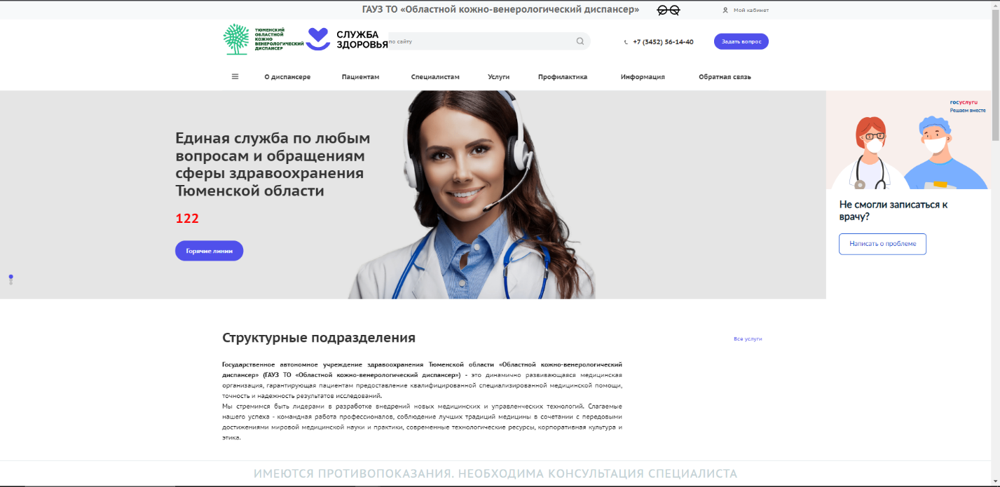 ГАУЗ ТО «Областной кожно-венерологический диспансер»
Мой кабинет
ТЮМЕНСКИЙ
ОБЛАСТНОЙ
КОЖНО
ВЕНЕРОЛОГИЧЕСКИЙ
ДИСПАНСЕР
СЛУЖБА
ЗДОРОВЬЯ
по сайту
+7 (3452) 56-14-40
Задать вопрос
О диспансере Пациентам Специалистам Услуги Профилактика Информация Обратная связь
Единая служба по любым
вопросам и обращениям
сферы здравоохранения
Тюменской области
122
Горячие линии
госуслуги
Решаем вместе
Не смогли записаться к
врачу?
Написать о проблеме
Структурные подразделения
Все услуги
Государственное автономное учреждение здравоохранения Тюменской области «Областной кожно-венерологический
диспансер» (ГАУЗ ТО «Областной кожно-венерологический диспансер») - это динамично развивающаяся медицинская
организация, гарантирующая пациентам предоставление квалифицированной специализированной медицинской помощи,
точность и надежность результатов исследований.
Мы стремимся быть лидерами в разработке внедрений новых медицинских и управленческих технологий. Слагаемые
нашего успеха - командная работа профессионалов, соблюдение лучших традиций медицины в сочетании с передовыми
достижениями мировой медицинской науки и практики, современные технологические ресурсы, корпоративная культура и
этика.
ИМЕЮТСЯ ПРОТИВОПОКАЗАНИЯ. НЕОБХОДИМА КОНСУЛЬТАЦИЯ СПЕЦИАЛИСТА